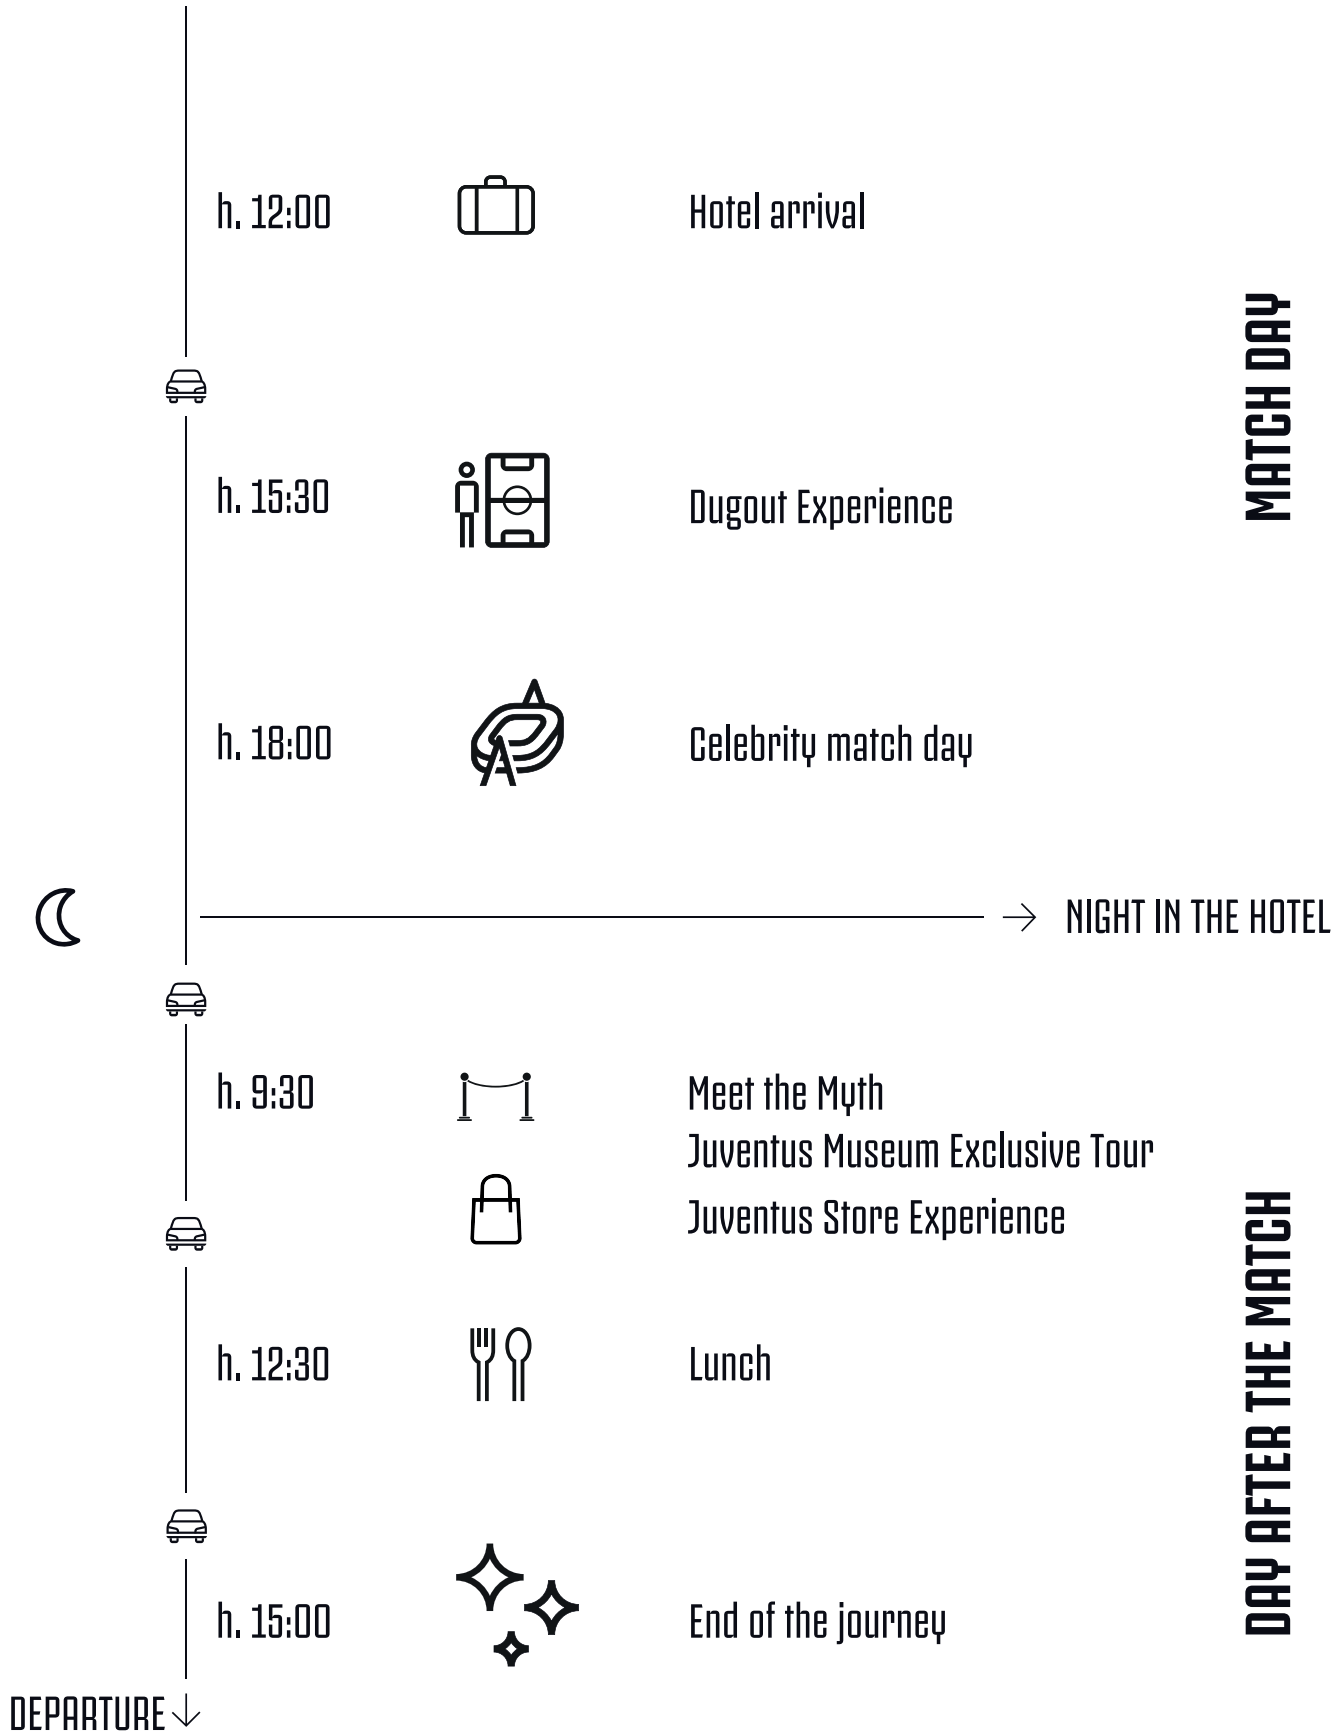 h. 12:00
Hotel arrival
MATCH DAY
h. 15:30
Dugout Experience
h. 18:00
Celebrity match day
NIGHT IN THE HOTEL
h. 9:30
Meet the Myth
Juventus Museum Exclusive Tour
Juventus Store Experience
DAY AFTER THE MATCH
h. 12:30
Lunch
h. 15:00
End of the journey
DEPARTURE